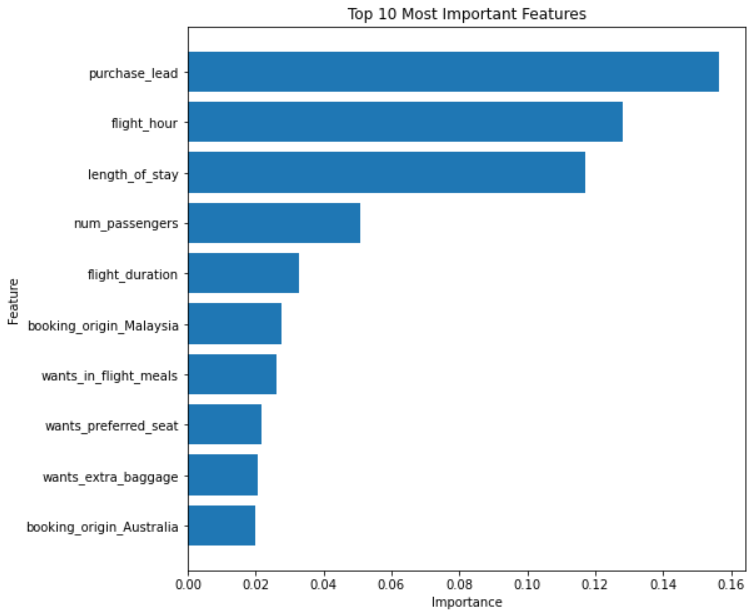 Top 10 Most Important Features
purchase_lead
flight_hour
length_of_stay
num_passengers
flight_duration
booking_origin_Malaysia
wants_in_flight_meals
wants_preferred_seat
wants_extra_baggage
booking_origin_Australia
Feature
0.00 0.02 0.04 0.06 0.08 0.10 0.12 0.14 0.16
Importance